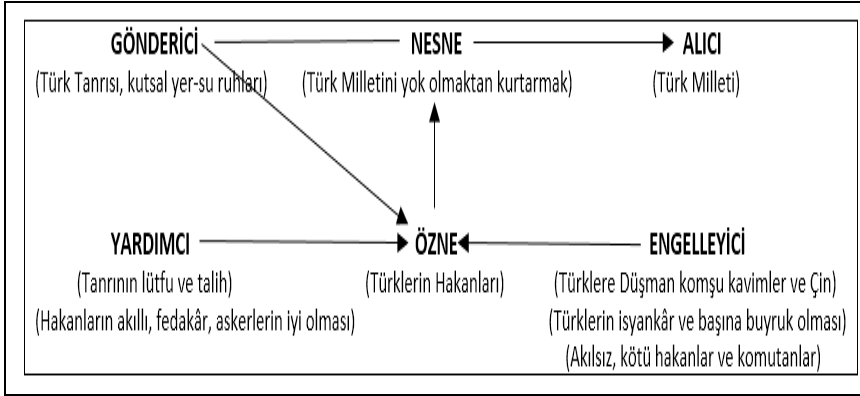 GÖNDERİCİ NESNE ALICI
(Türk Tanrısı, kutsal yer-su ruhları) (Türk Milletini yok olmaktan kurtarmak) (Türk Milleti)
YARDIMCI ÖZNE ENGELLEYİCİ
(Tanrının lütfu ve talih) (Türklerin Hakanları) (Türklere Düşman komşu kavimler ve Çin)
(Hakanların akıllı, fedakâr, askerlerin iyi olması) (Türklerin isyankâr ve başına buyruk olması)
(Akılsız, kötü hakanlar ve komutanlar)